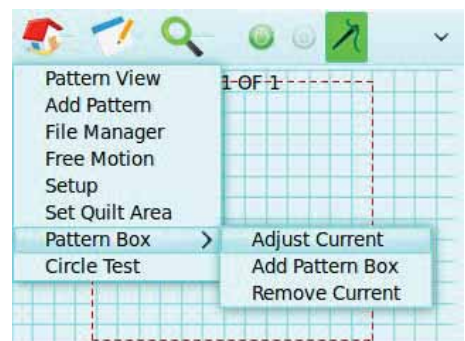 Pattern View
1 OF 1
Add Pattern
File Manager
Free Motion
Setup
Set Quilt Area
Pattern Box
Circle Test
Adjust Current
Add Pattern Box
Remove Current